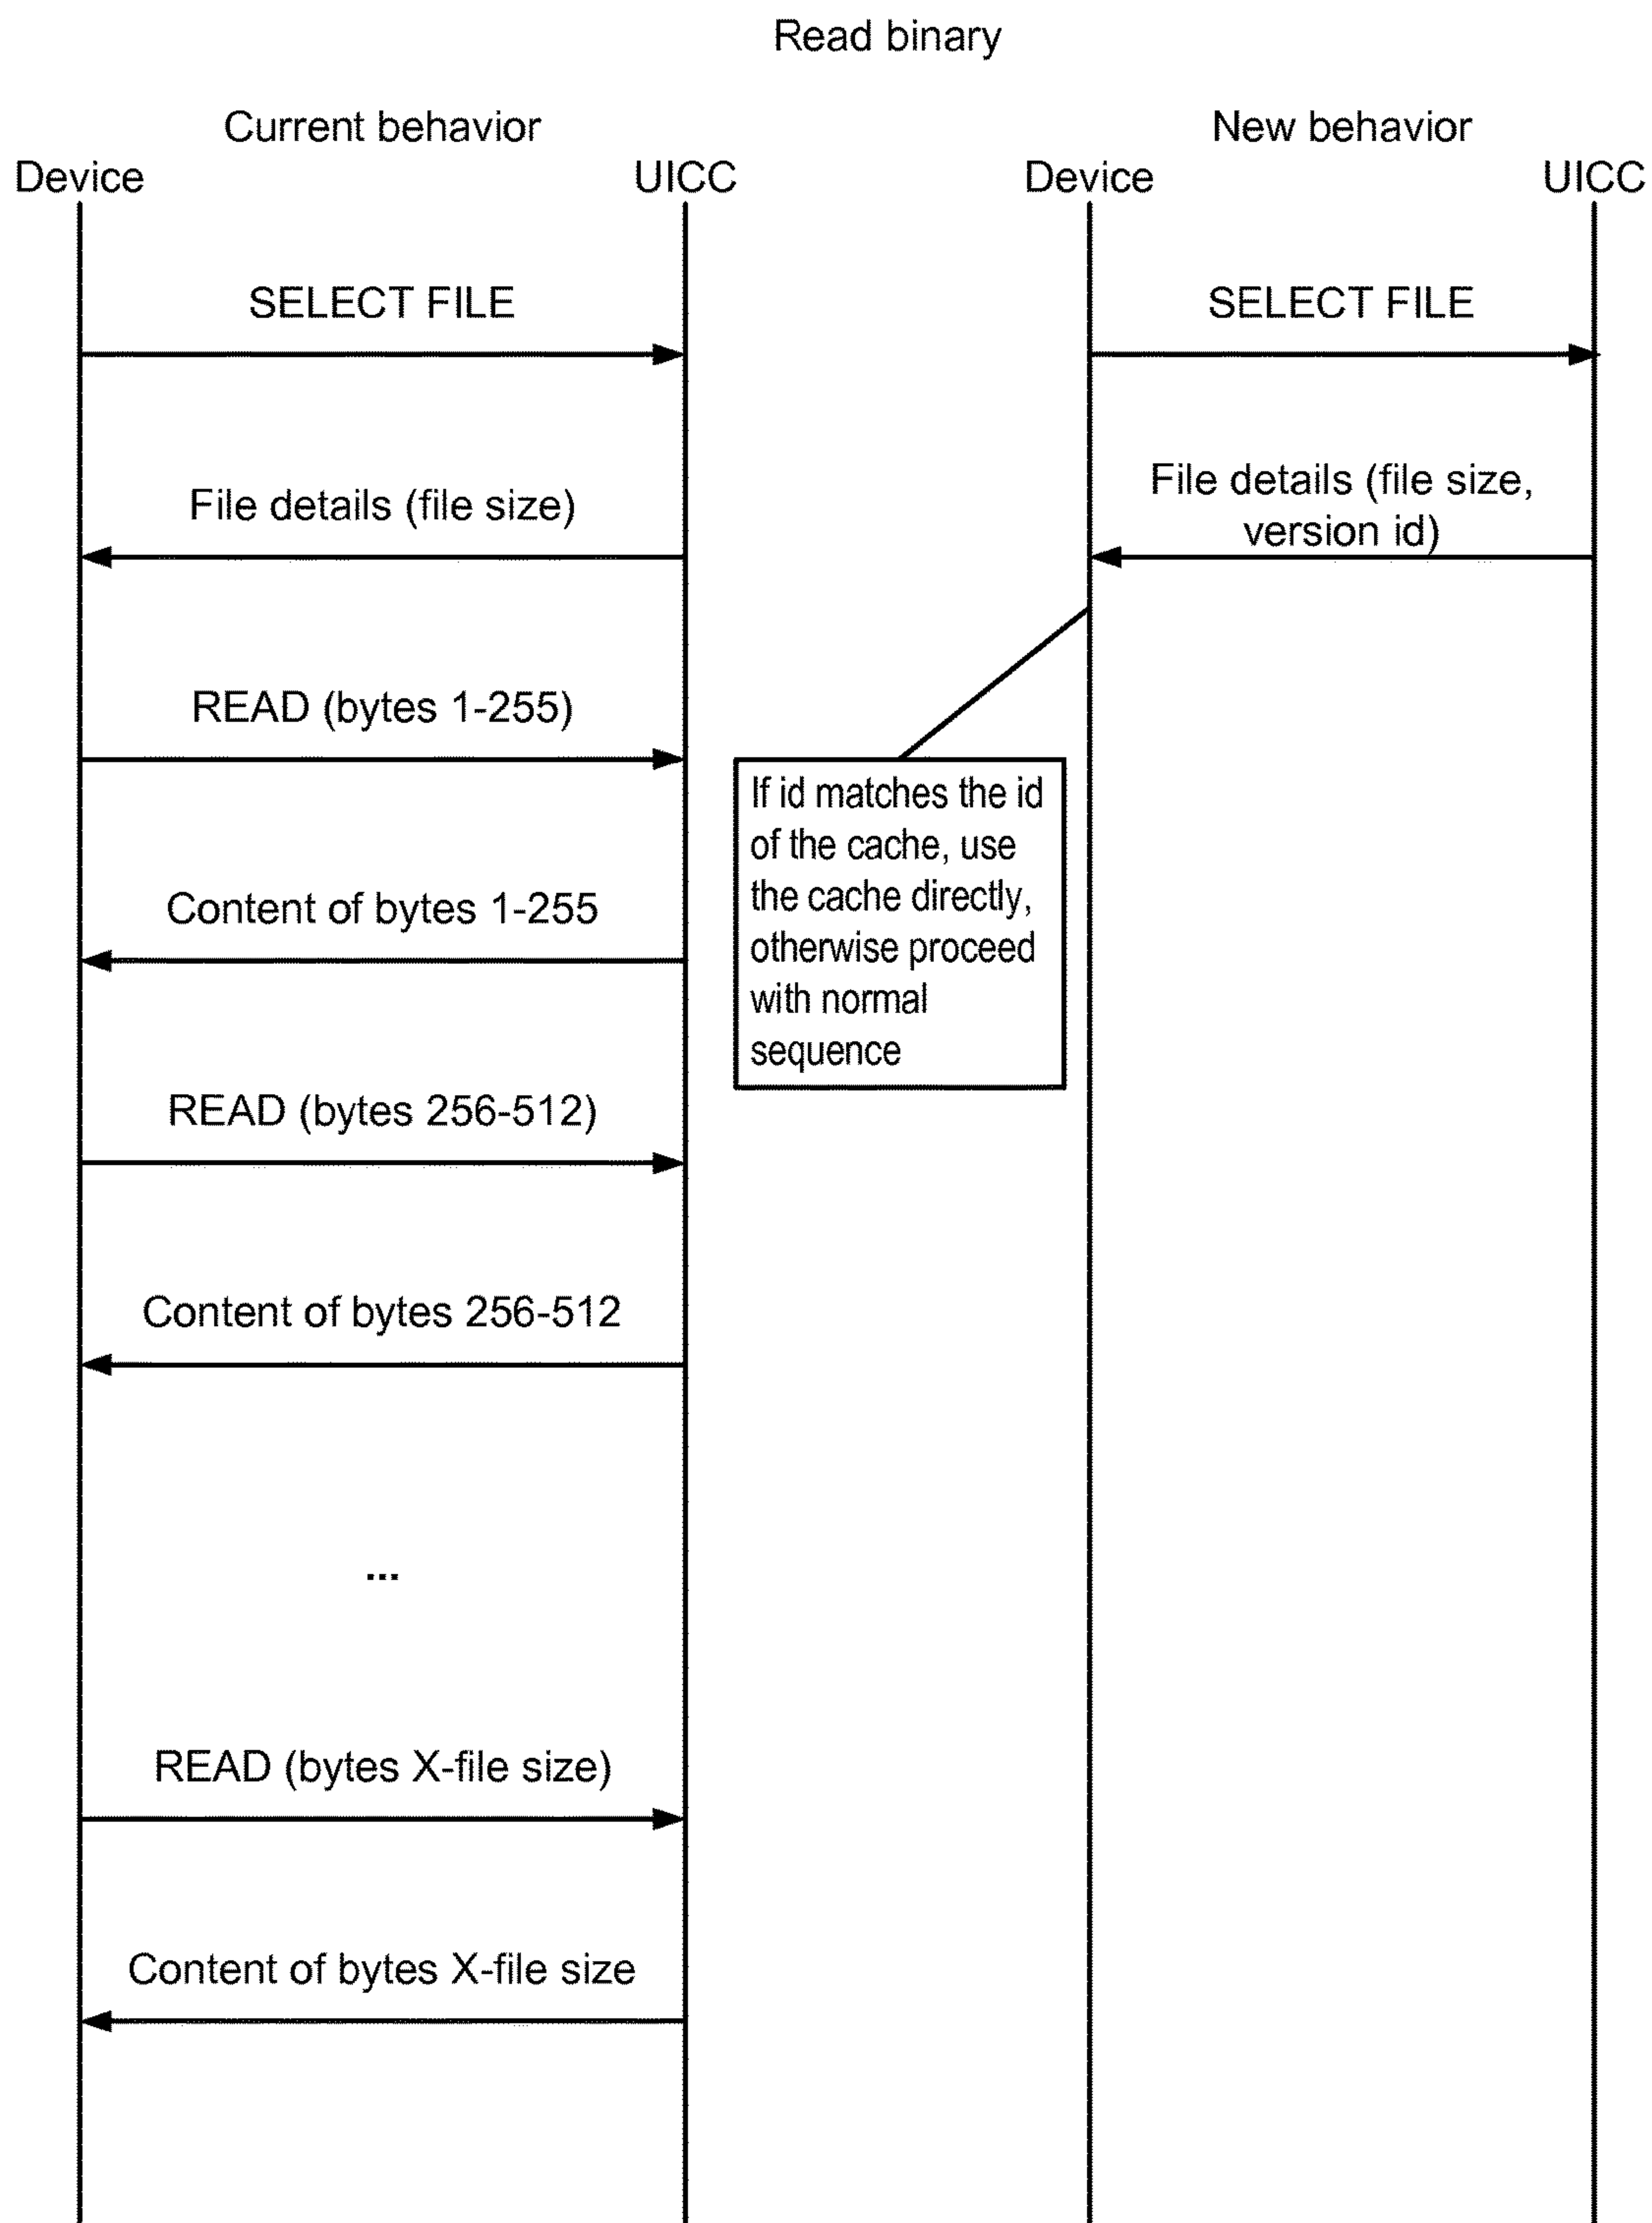 Read binary
Current behavior
New behavior
Device
UICC
Device
UICC
SELECT FILE
SELECT FILE
File details (file size)
File details (file size,
version id)
READ (bytes 1-255)
If id matches the id
of the cache, use
the cache directly,
otherwise proceed
with normal
sequence
Content of bytes 1-255
READ (bytes 256-512)
Content of bytes 256-512
...
READ (bytes X-file size)
Content of bytes X-file size